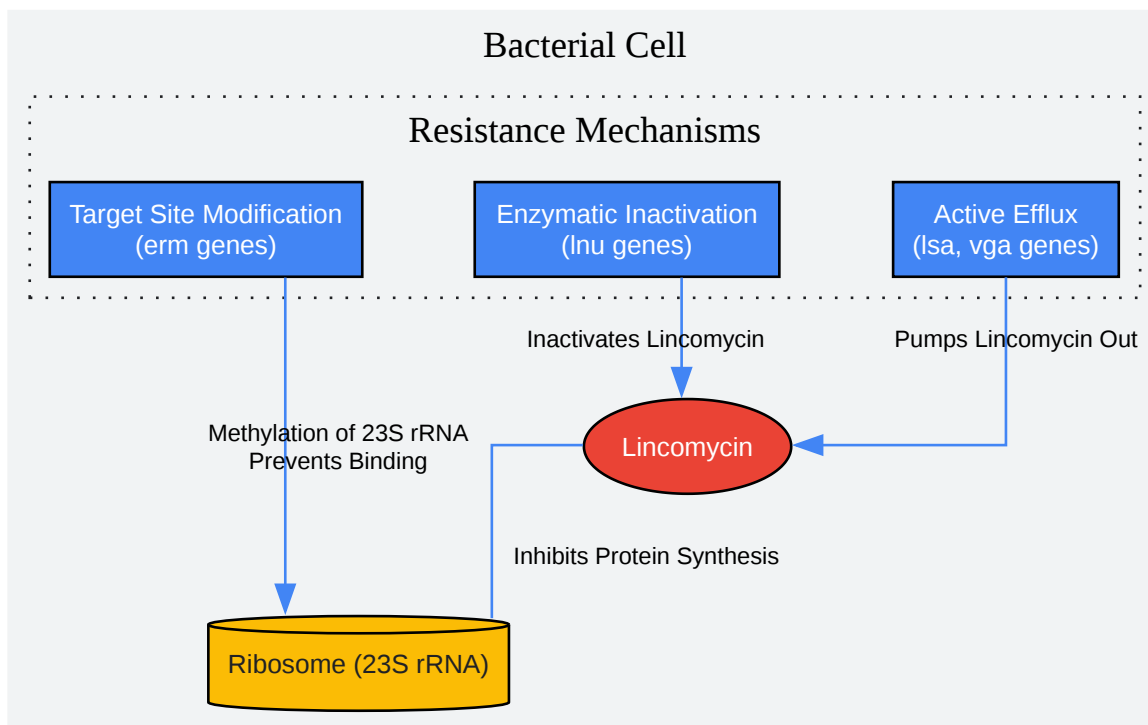 Bacterial Cell
Resistance Mechanisms
Target Site Modification
(erm genes)
Enzymatic Inactivation
(lnu genes)
Active Efflux
(lsa, vga genes)
Inactivates Lincomycin
Pumps Lincomycin Out
Methylation of 23S rRNA
Prevents Binding
Lincomycin
Inhibits Protein Synthesis
Ribosome (23S rRNA)